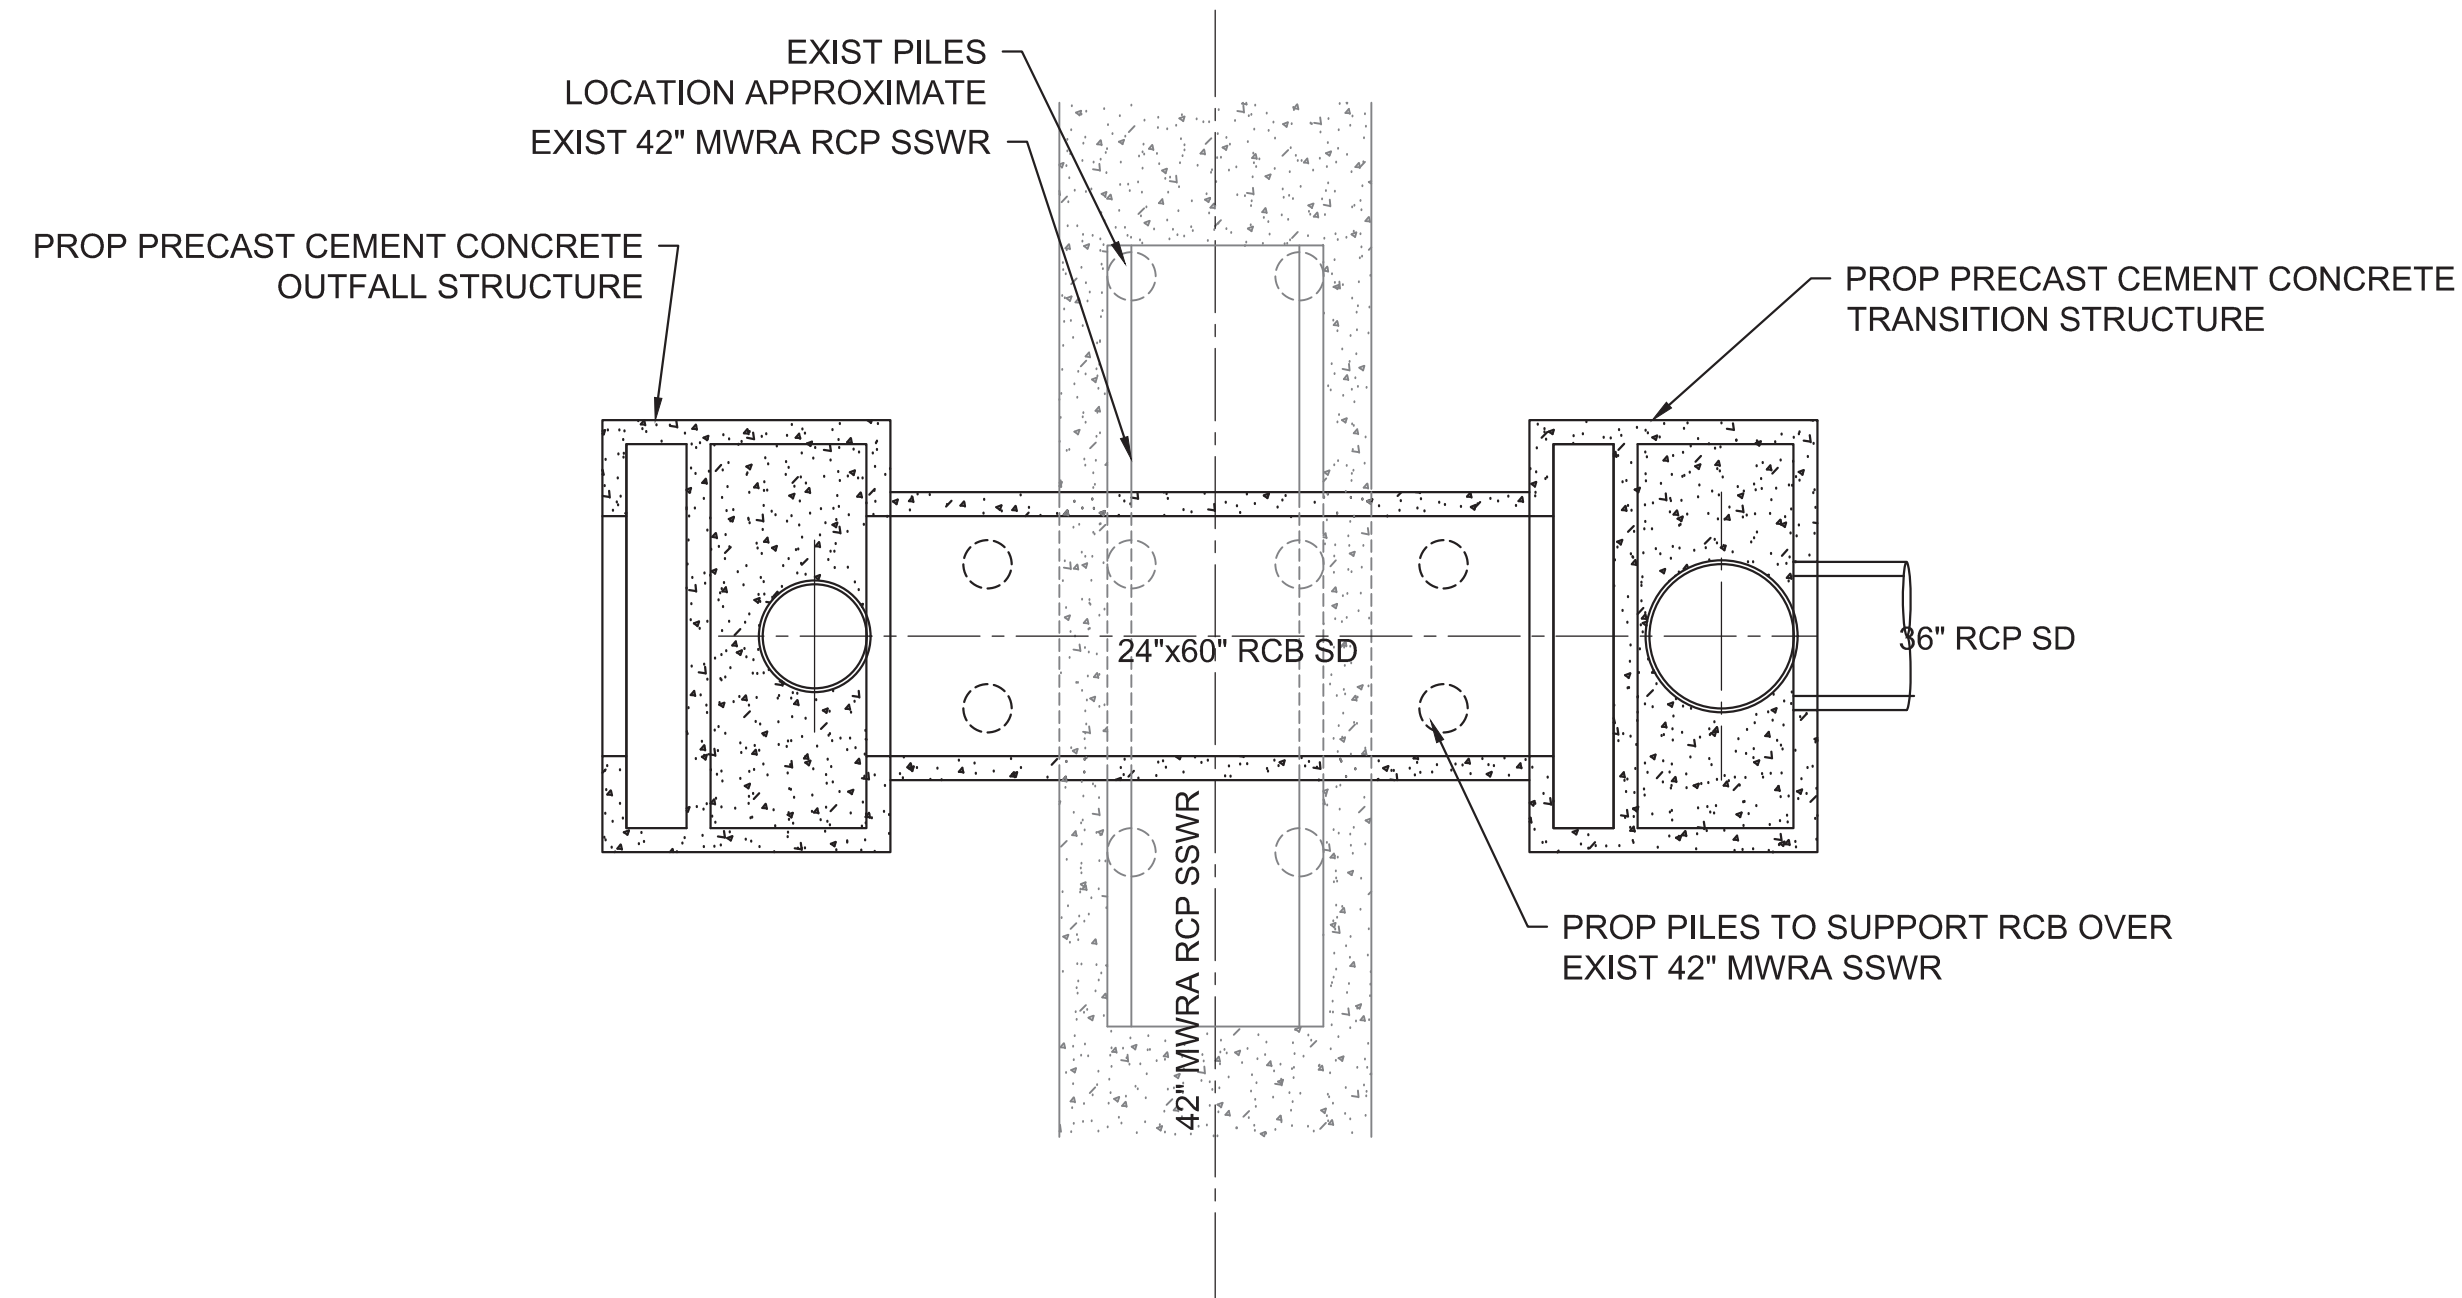 EXIST PILES
LOCATION APPROXIMATE
EXIST 42" MWRA RCP SSWR
PROP PRECAST CEMENT CONCRETE
OUTFALL STRUCTURE
PROP PRECAST CEMENT CONCRETE
TRANSITION STRUCTURE
24"x60" RCB SD
36" RCP SD
42" MWRA RCP SSWR
PROP PILES TO SUPPORT RCB OVER
EXIST 42" MWRA SSWR